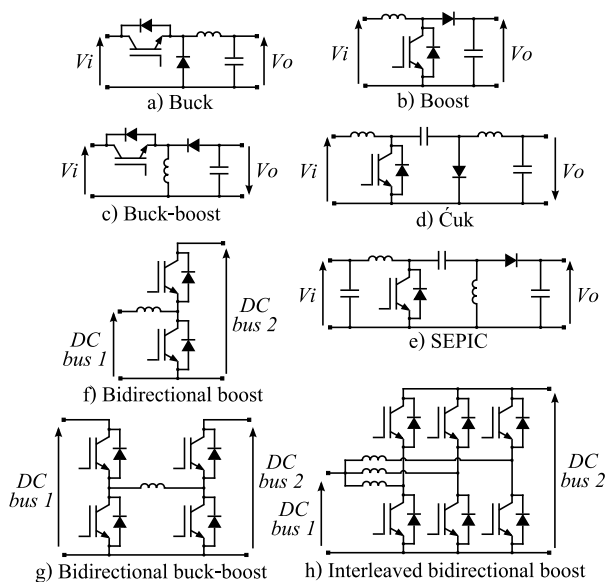 Vi
Vo
a) Buck
Vi
Vo
b) Boost
Vi
Vo
c) Buck-boost
Vi
Vo
d) Ćuk
DC
bus 1
DC
bus 2
f) Bidirectional boost
Vi
Vo
e) SEPIC
DC
bus 1
DC
bus 2
g) Bidirectional buck-boost
DC
bus 1
DC
bus 2
h) Interleaved bidirectional boost